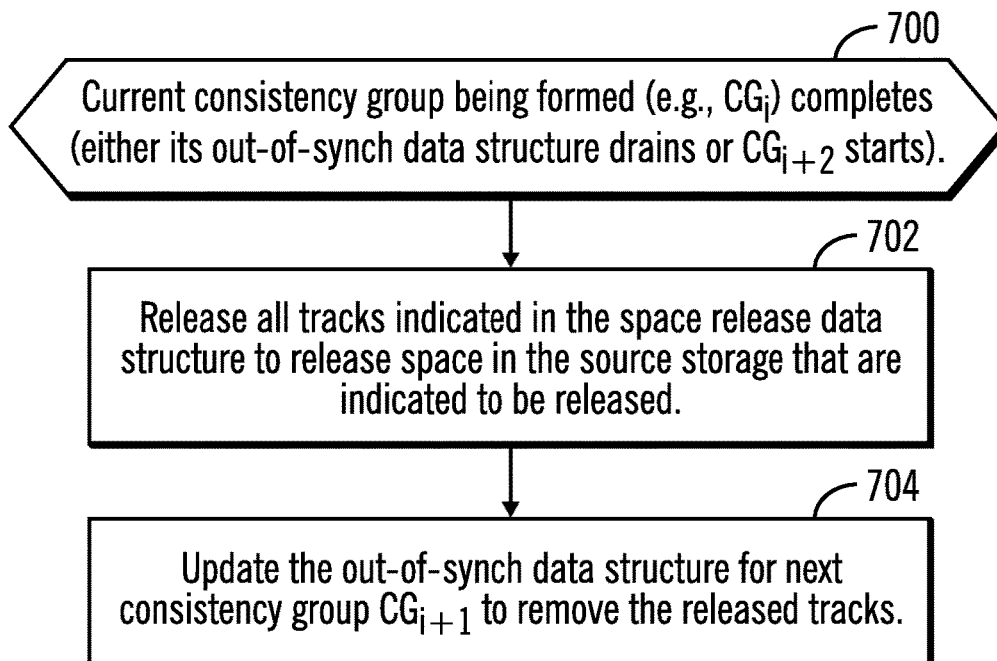 700
Current consistency group being formed (e.g., CGi) completes
(either its out-of-synch data structure drains or CGi+2 starts).
702
Release all tracks indicated in the space release data
structure to release space in the source storage that are
indicated to be released.
704
Update the out-of-synch data structure for next
consistency group CGi+1 to remove the released tracks.